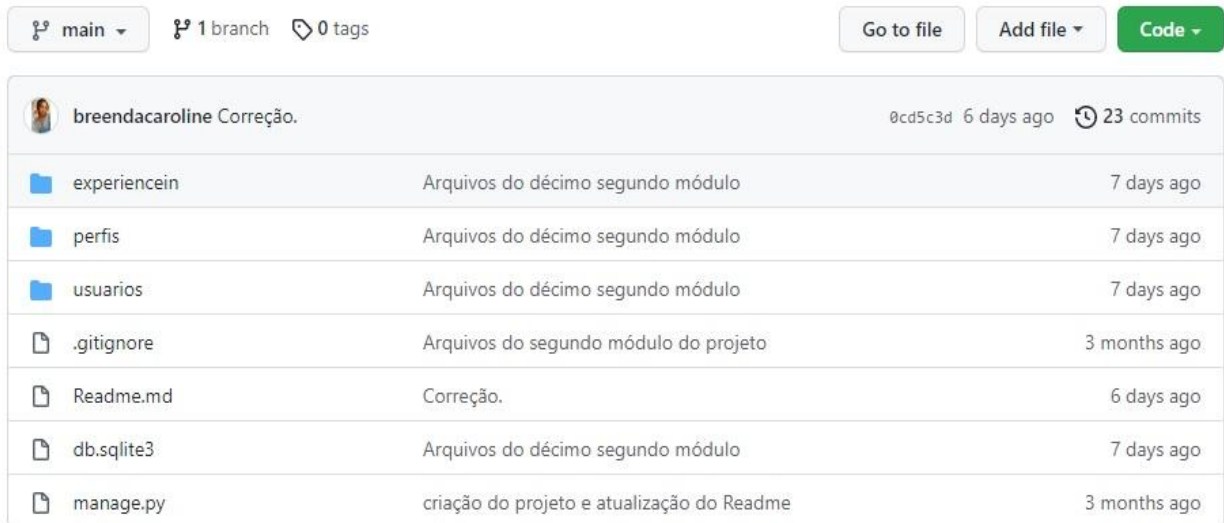 main 1 branch 0 tags Go to file Add file Code
breendacaroline Correção. 0cd5c3d 6 days ago 23 commits
experiencein Arquivos do décimo segundo módulo 7 days ago
perfis Arquivos do décimo segundo módulo 7 days ago
usuarios Arquivos do décimo segundo módulo 7 days ago
.gitignore Arquivos do segundo módulo do projeto 3 months ago
Readme.md Correção. 6 days ago
db.sqlite3 Arquivos do décimo segundo módulo 7 days ago
manage.py criação do projeto e atualização do Readme 3 months ago